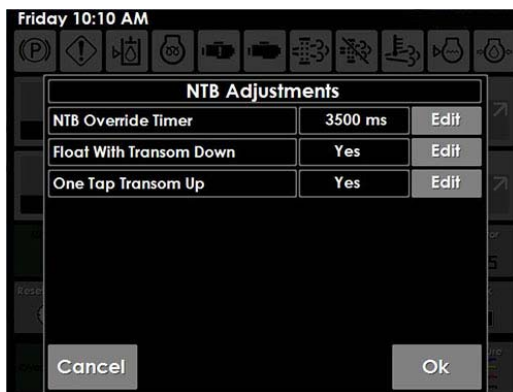 Friday 10:10 AM
NTB Adjustments
NTB Override Timer 3500 ms Edit
Float With Transom Down Yes Edit
One Tap Transom Up Yes Edit
Cancel Ok